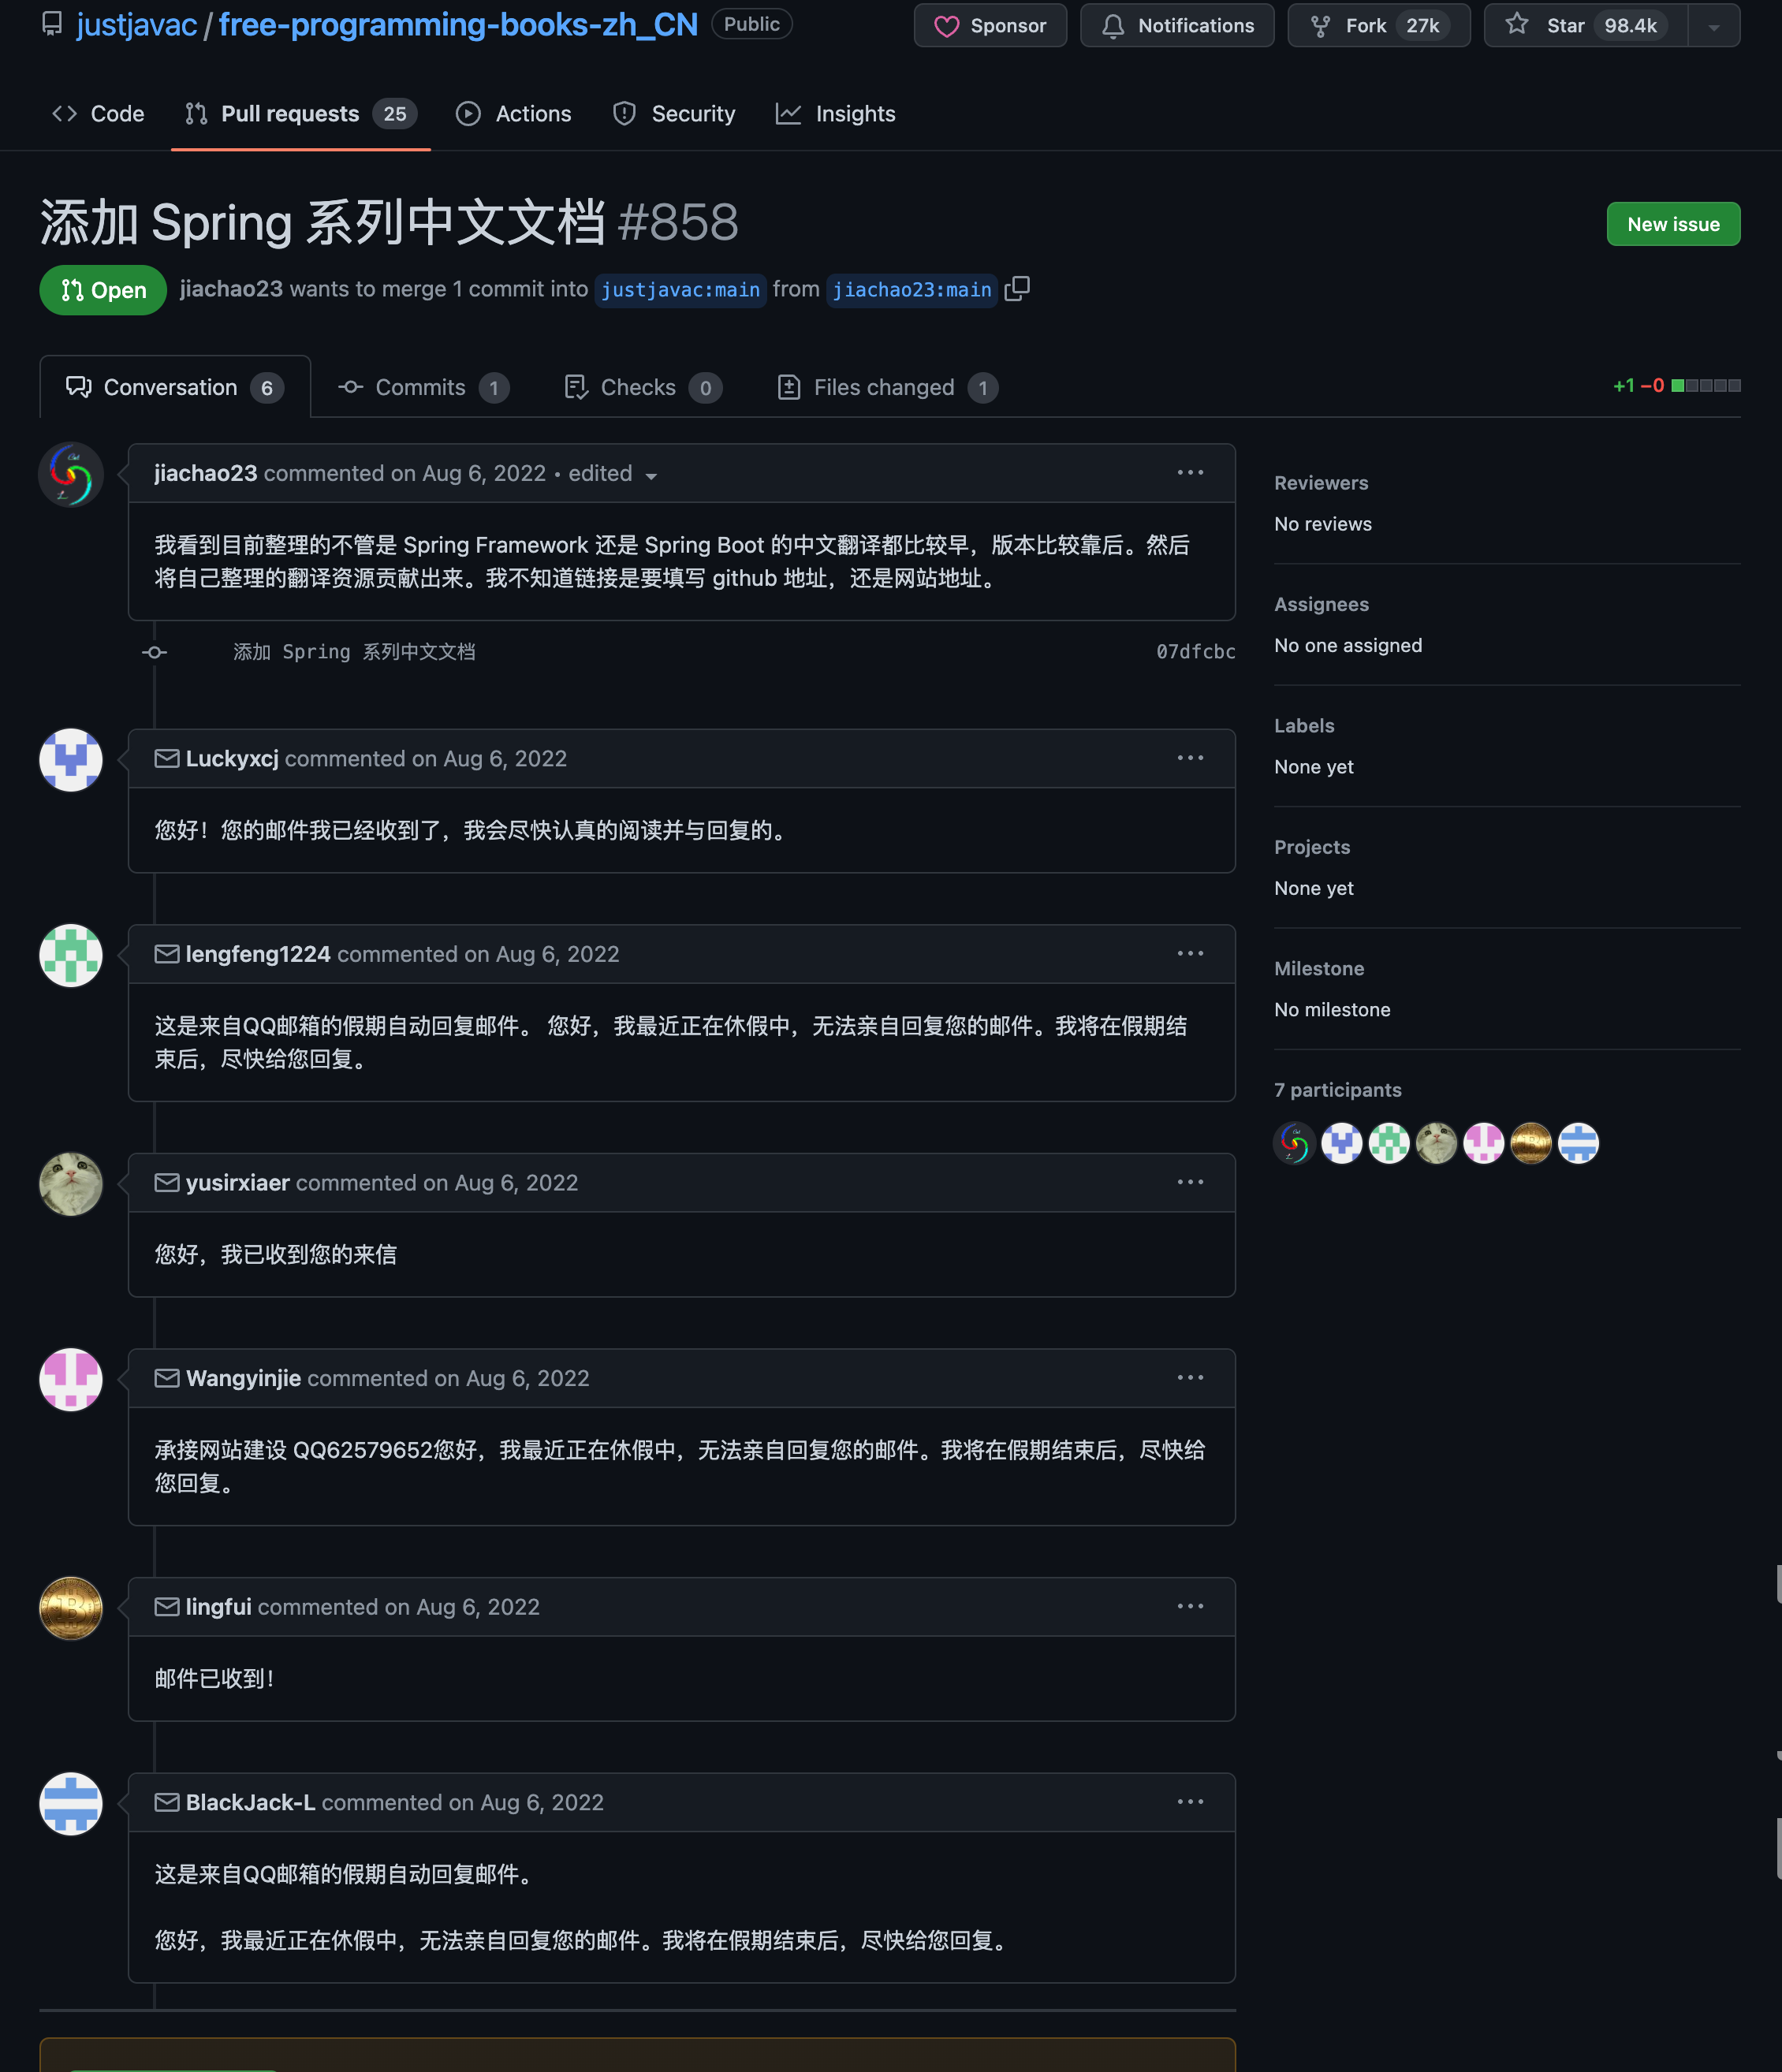 justjavac / free-programming-books-zh_CN Public
Sponsor Notifications Fork 27k Star 98.4k
Code Pull requests 25 Actions Security Insights
添加 Spring 系列中文文档 #858
New issue
Open jiachao23 wants to merge 1 commit into justjavac:main from jiachao23:main
Conversation 6 Commits 1 Checks 0 Files changed 1
+1 −0
jiachao23 commented on Aug 6, 2022 • edited
我看到目前整理的不管是 Spring Framework 还是 Spring Boot 的中文翻译都比较早，版本比较靠后。然后
将自己整理的翻译资源贡献出来。我不知道链接是要填写 github 地址，还是网站地址。
添加 Spring 系列中文文档 07dfcbc
Luckyxcj commented on Aug 6, 2022
您好！您的邮件我已经收到了，我会尽快认真的阅读并与回复的。
lengfeng1224 commented on Aug 6, 2022
这是来自QQ邮箱的假期自动回复邮件。 您好，我最近正在休假中，无法亲自回复您的邮件。我将在假期结
束后，尽快给您回复。
yusirxiaer commented on Aug 6, 2022
您好，我已收到您的来信
Wangyinjie commented on Aug 6, 2022
承接网站建设 QQ62579652您好，我最近正在休假中，无法亲自回复您的邮件。我将在假期结束后，尽快给
您回复。
lingfui commented on Aug 6, 2022
邮件已收到！
BlackJack-L commented on Aug 6, 2022
这是来自QQ邮箱的假期自动回复邮件。
您好，我最近正在休假中，无法亲自回复您的邮件。我将在假期结束后，尽快给您回复。
Reviewers
No reviews
Assignees
No one assigned
Labels
None yet
Projects
None yet
Milestone
No milestone
7 participants